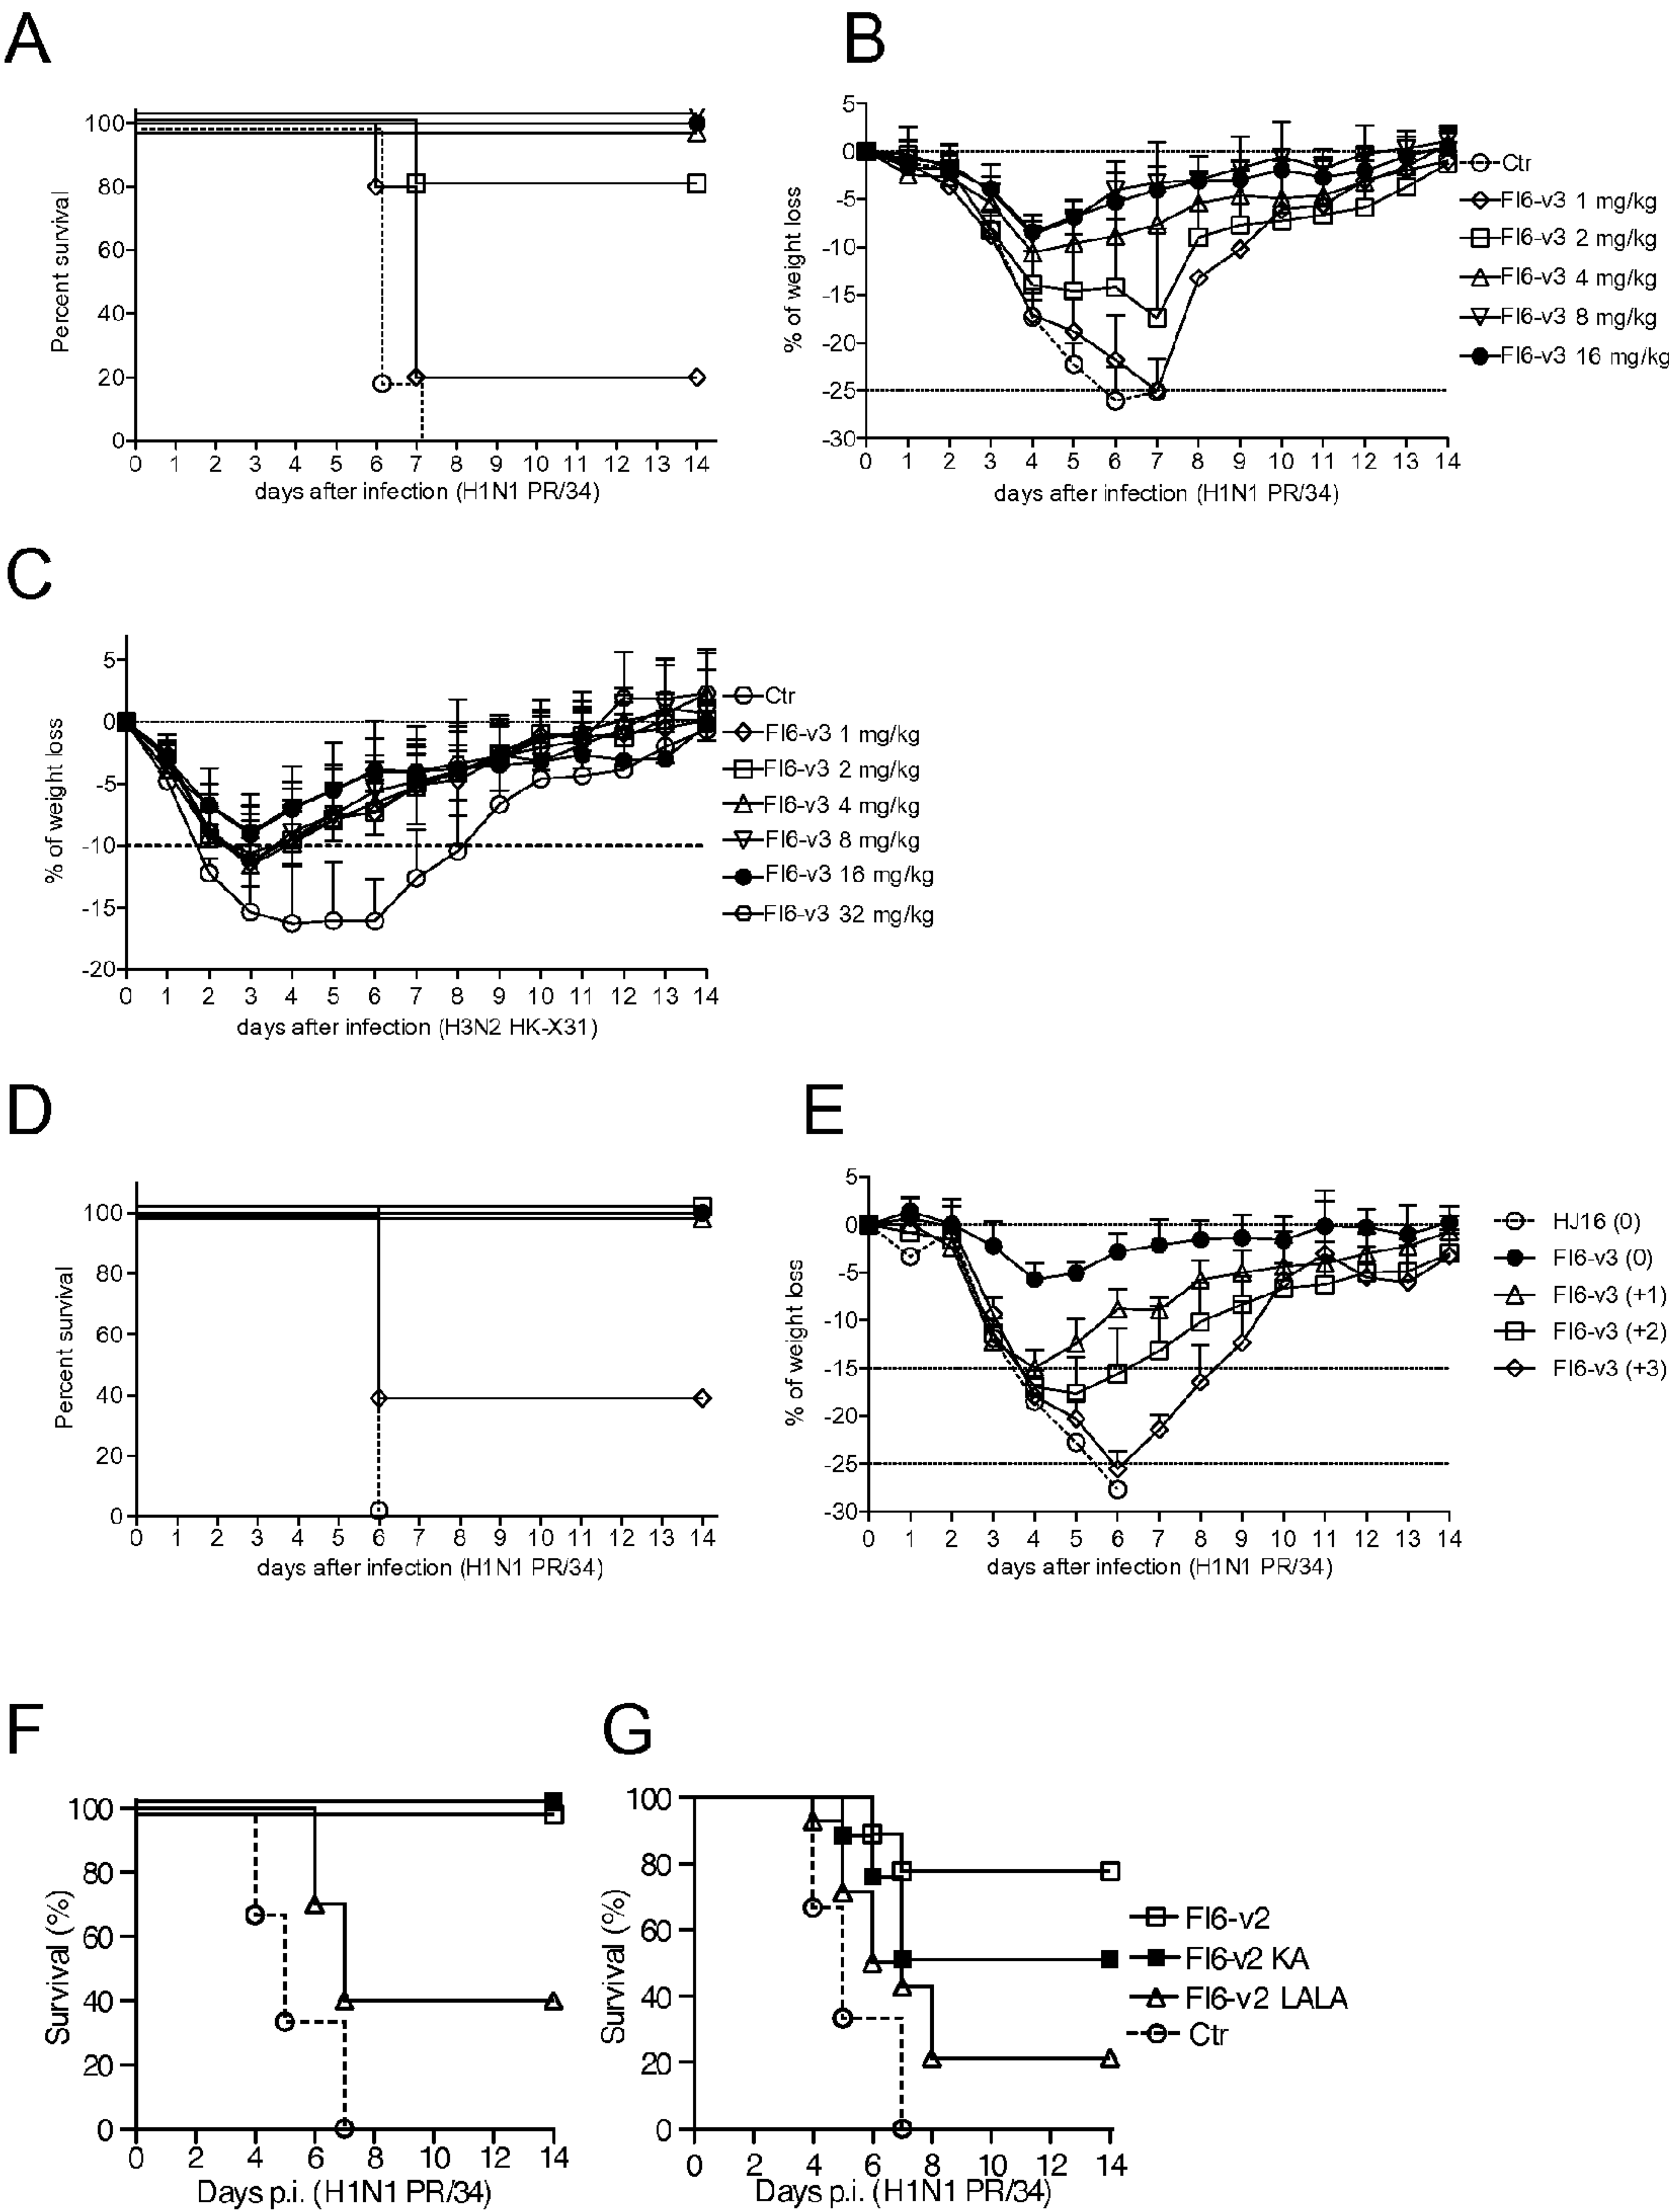 A
B
100
80
60
40
20
0
Percent survival
0 1 2 3 4 5 6 7 8 9 10 11 12 13 14
days after infection (H1N1 PR/34)
5
0
-5
-10
-15
-20
-25
-30
% of weight loss
0 1 2 3 4 5 6 7 8 9 10 11 12 13 14
days after infection (H1N1 PR/34)
Ctr
FI6-v3 1 mg/kg
FI6-v3 2 mg/kg
FI6-v3 4 mg/kg
FI6-v3 8 mg/kg
FI6-v3 16 mg/kg
C
5
0
-5
-10
-15
-20
% of weight loss
0 1 2 3 4 5 6 7 8 9 10 11 12 13 14
days after infection (H3N2 HK-X31)
Ctr
FI6-v3 1 mg/kg
FI6-v3 2 mg/kg
FI6-v3 4 mg/kg
FI6-v3 8 mg/kg
FI6-v3 16 mg/kg
FI6-v3 32 mg/kg
D
E
100
80
60
40
20
0
Percent survival
0 1 2 3 4 5 6 7 8 9 10 11 12 13 14
days after infection (H1N1 PR/34)
5
0
-5
-10
-15
-20
-25
-30
% of weight loss
0 1 2 3 4 5 6 7 8 9 10 11 12 13 14
days after infection (H1N1 PR/34)
HJ16 (0)
FI6-v3 (0)
FI6-v3 (+1)
FI6-v3 (+2)
FI6-v3 (+3)
F
G
100
80
60
40
20
0
Survival (%)
0 2 4 6 8 10 12 14
Days p.i. (H1N1 PR/34)
100
80
60
40
20
0
Survival (%)
0 2 4 6 8 10 12 14
Days p.i. (H1N1 PR/34)
FI6-v2
FI6-v2 KA
FI6-v2 LALA
Ctr